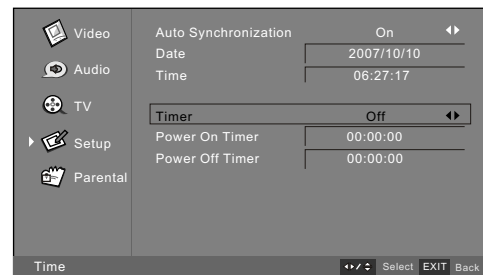 Video
Audio
TV
Setup
Parental
Auto Synchronization On
Date 2007/10/10
Time 06:27:17
Timer Off
Power On Timer 00:00:00
Power Off Timer 00:00:00
Time
Select EXIT Back